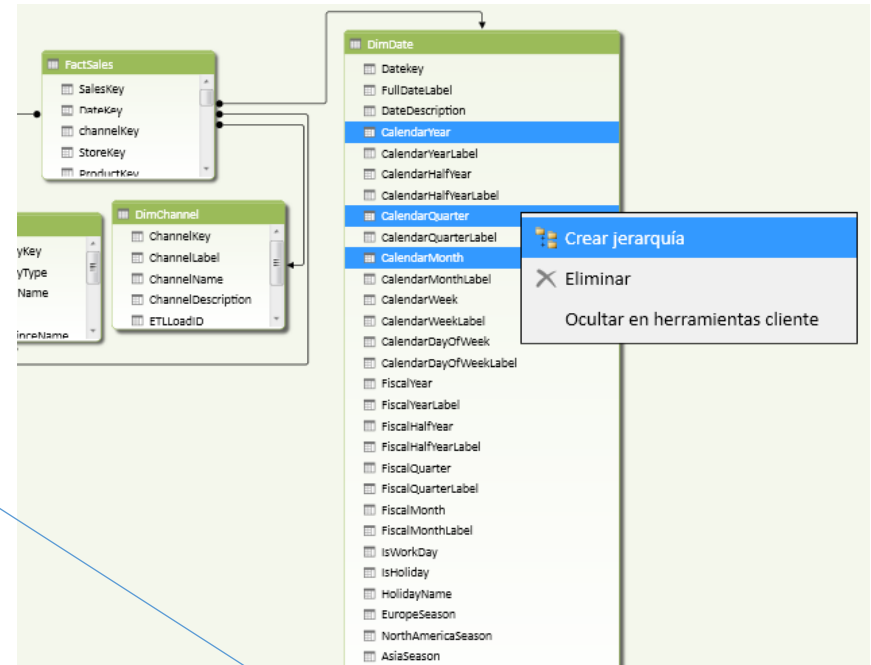 FactSales
SalesKey
DateKey
channelKey
StoreKey
ProductKey
yKey
yType
Name
inceName
DimChannel
ChannelKey
ChannelLabel
ChannelName
ChannelDescription
ETLLoadID
DimDate
Datekey
FullDateLabel
DateDescription
CalendarYear
CalendarYearLabel
CalendarHalfYear
CalendarHalfYearLabel
CalendarQuarter
CalendarQuarterLabel
CalendarMonth
CalendarMonthLabel
CalendarWeek
CalendarWeekLabel
CalendarDayOfWeek
CalendarDayOfWeekLabel
FiscalYear
FiscalYearLabel
FiscalHalfYear
FiscalHalfYearLabel
FiscalQuarter
FiscalQuarterLabel
FiscalMonth
FiscalMonthLabel
IsWorkDay
IsHoliday
HolidayName
EuropeSeason
NorthAmericaSeason
AsiaSeason
Crear jerarquía
Eliminar
Ocultar en herramientas cliente